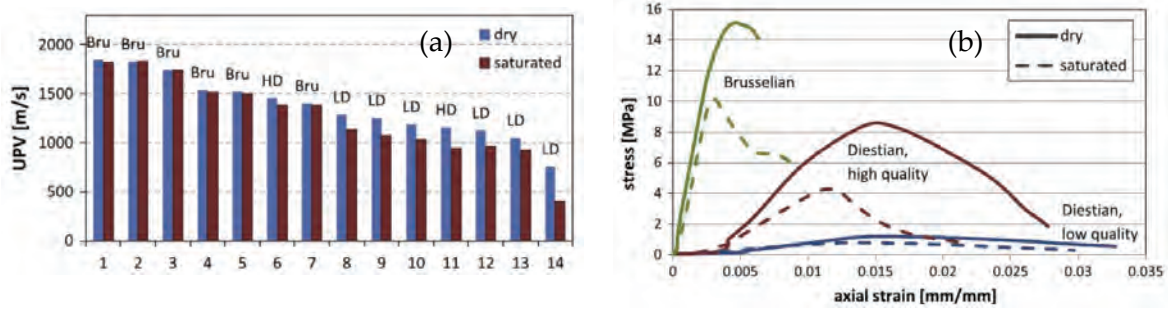 (a)
dry
saturated
UPV [m/s]
2000
1500
1000
500
0
Bru
Bru
Bru
Bru
Bru
HD
Bru
LD
LD
LD
HD
LD
LD
LD
1 2 3 4 5 6 7 8 9 10 11 12 13 14
(b)
dry
saturated
stress [MPa]
16
14
12
10
8
6
4
2
0
Brusselian
Diestian,
high quality
Diestian,
low quality
0 0.005 0.01 0.015 0.02 0.025 0.03 0.035
axial strain [mm/mm]